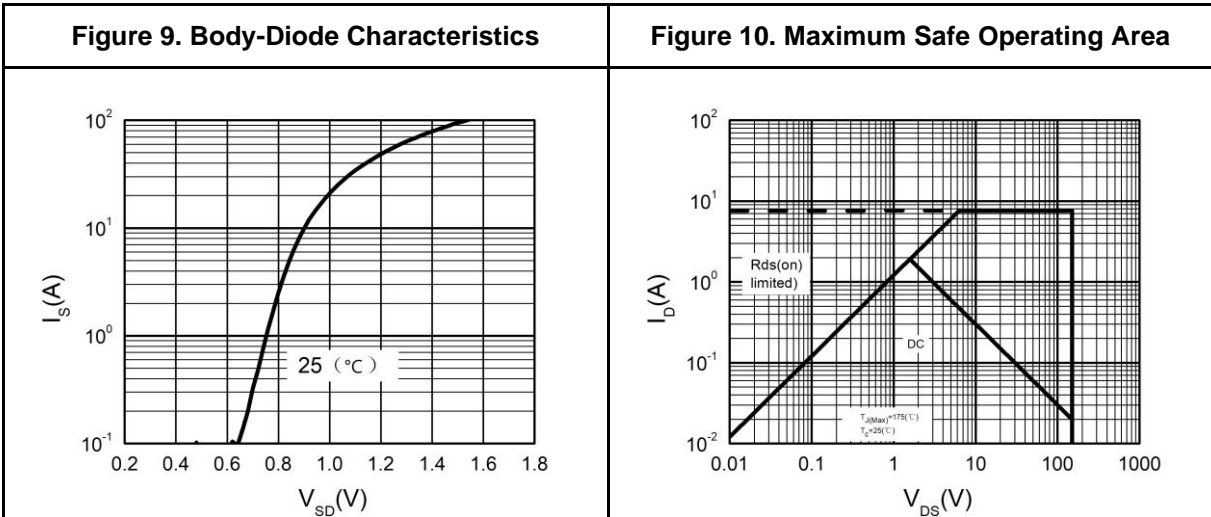 Figure 9. Body-Diode Characteristics
Figure 10. Maximum Safe Operating Area
10²
10¹
10⁰
10⁻¹
I_S(A)
25 （℃ ）
0.2 0.4 0.6 0.8 1.0 1.2 1.4 1.6 1.8
V_SD(V)
10²
10¹
10⁰
10⁻¹
10⁻²
I_D(A)
Rds(on)
limited)
DC
T_J(Max)=175(℃)
T_C=25(℃)
0.01 0.1 1 10 100 1000
V_DS(V)